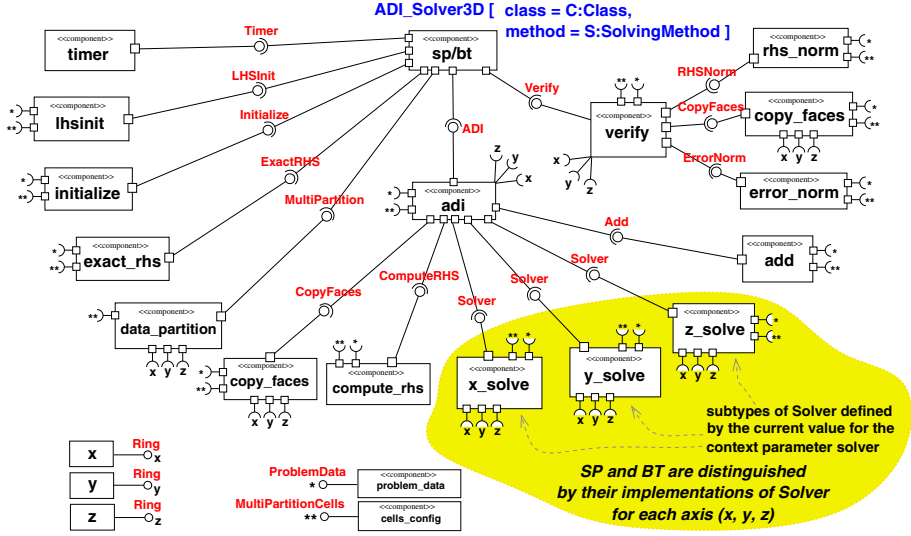 ADI_Solver3D [ class = C:Class,
method = S:SolvingMethod ]
<<component>>
timer
Timer
<<component>>
sp/bt
<<component>>
rhs_norm
*
**
LHSInit
<<component>>
lhsinit
*
**
Verify
** *
<<component>>
verify
x
y
z
RHSNorm
CopyFaces
ErrorNorm
<<component>>
copy_faces
*
**
x y z
Initialize
<<component>>
initialize
*
**
ADI
z
y
x
<<component>>
adi
*
**
<<component>>
error_norm
*
**
ExactRHS
<<component>>
exact_rhs
*
**
MultiPartition
<<component>>
data_partition
**
x y z
Add
<<component>>
add
*
**
CopyFaces
<<component>>
copy_faces
*
**
x y z
ComputeRHS
** *
<<component>>
compute_rhs
Solver
** *
<<component>>
x_solve
x y z
Solver
** *
<<component>>
y_solve
x y z
Solver
<<component>>
z_solve
*
**
x y z
subtypes of Solver defined
by the current value for the
context parameter solver
SP and BT are distinguished
by their implementations of Solver
for each axis (x, y, z)
x
Ring
x
y
Ring
y
z
Ring
z
ProblemData
*
<<component>>
problem_data
MultiPartitionCells
**
<<component>>
cells_config